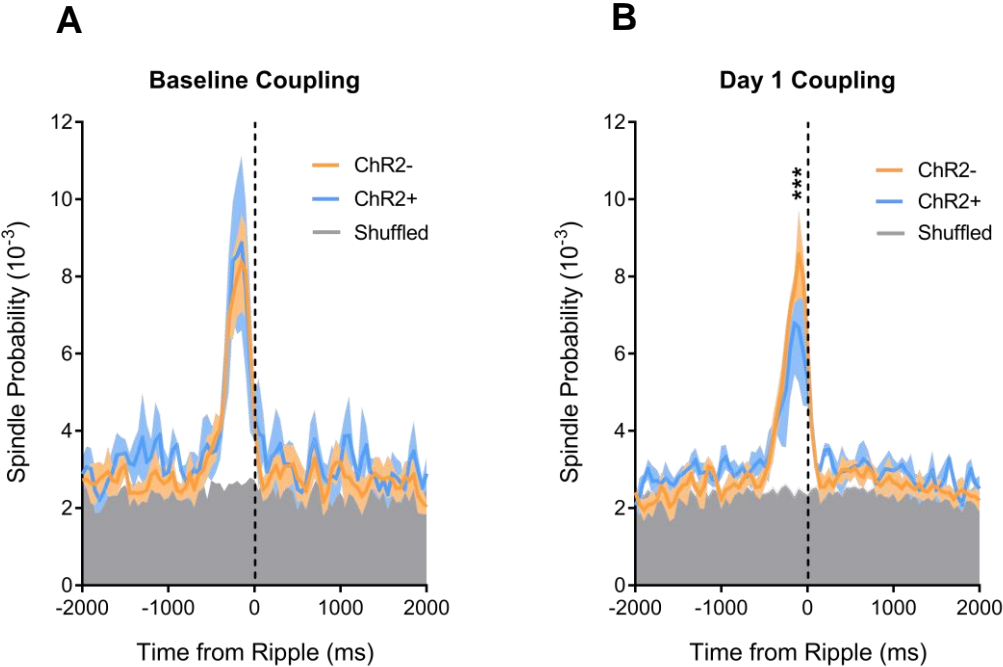 A
Baseline Coupling
Spindle Probability (10⁻³)
12
10
8
6
4
2
0
-2000
-1000
0
1000
2000
Time from Ripple (ms)
ChR2-
ChR2+
Shuffled
B
Day 1 Coupling
Spindle Probability (10⁻³)
12
10
8
6
4
2
0
-2000
-1000
0
1000
2000
Time from Ripple (ms)
***
ChR2-
ChR2+
Shuffled